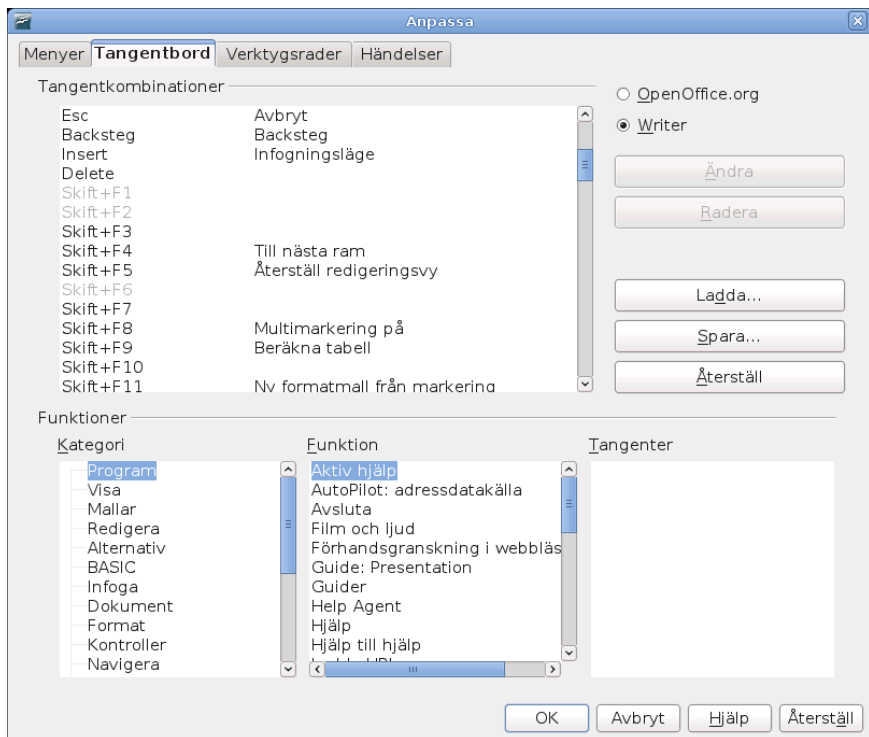 Anpassa
Menyer Tangentbord Verktygsrader Händelser
Tangentkombinationer
Esc Avbryt
Backsteg Backsteg
Insert Infogningsläge
Delete
Skift+F1
Skift+F2
Skift+F3
Skift+F4 Till nästa ram
Skift+F5 Återställ redigeringsvy
Skift+F6
Skift+F7
Skift+F8 Multimarkering på
Skift+F9 Beräkna tabell
Skift+F10
Skift+F11 Ny formatmall från markering
OpenOffice.org
Writer
Ändra
Radera
Ladda...
Spara...
Återställ
Funktioner
Kategori
Program
Visa
Mallar
Redigera
Alternativ
BASIC
Infoga
Dokument
Format
Kontroller
Navigera
Funktion
Aktiv hjälp
AutoPilot: adressdatakälla
Avsluta
Film och ljud
Förhandsgranskning i webbläs
Guide: Presentation
Guider
Help Agent
Hjälp
Hjälp till hjälp
Tangenter
OK Avbryt Hjälp Återställ